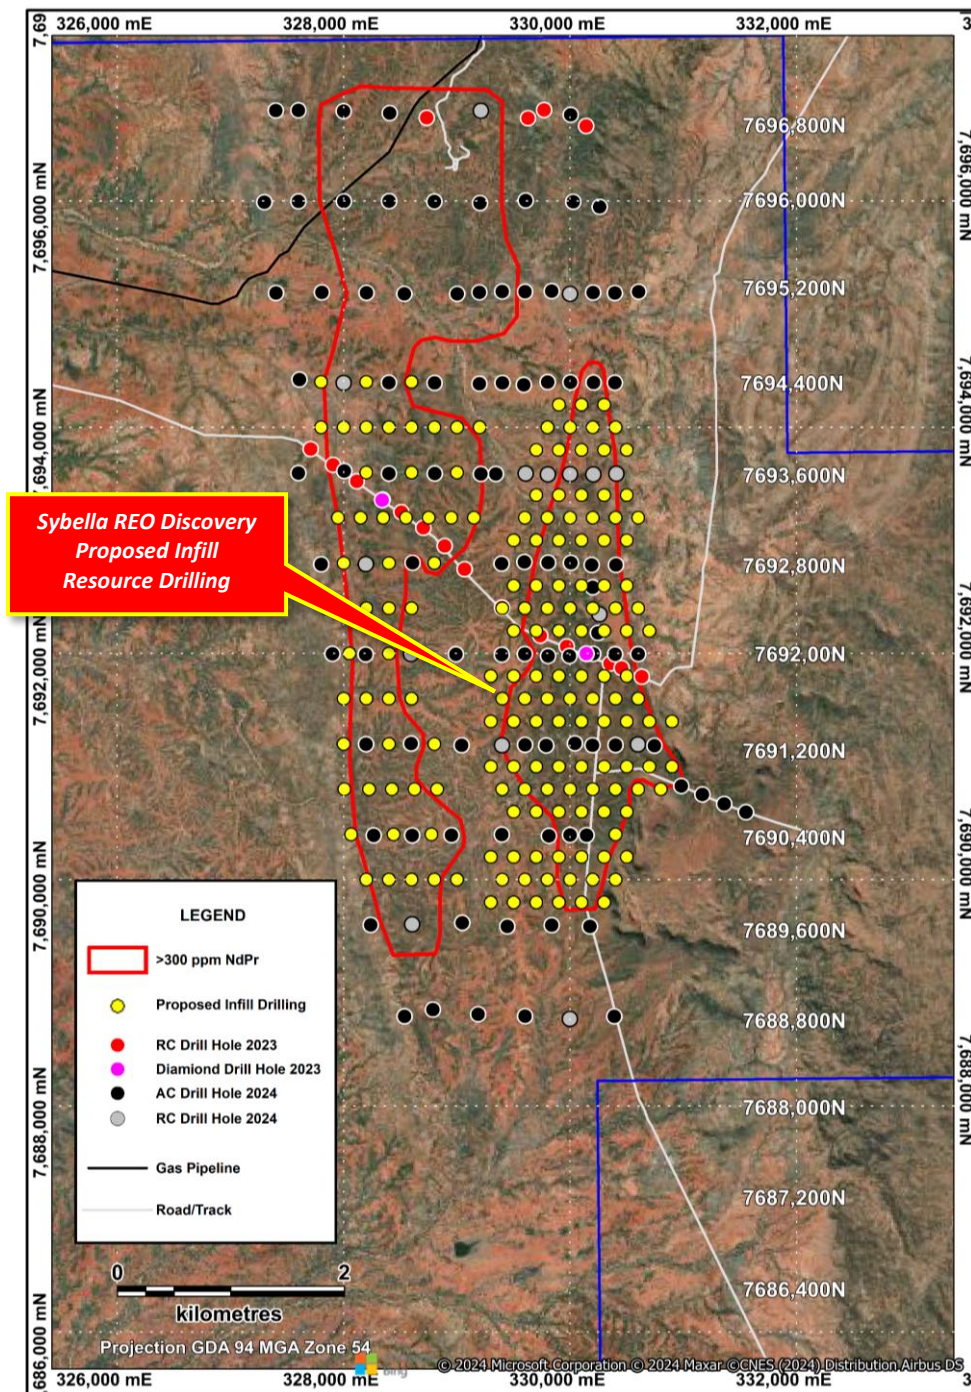 7,69
326,000 mE
328,000 mE
330,000 mE
332,000 mE
3
7696,800N
7,696,000 mN
7,696,000 mN
7696,000N
7695,200N
7694,400N
7,694,000 mN
7,694,000 mN
7693,600N
Sybella REO Discovery
Proposed Infill
Resource Drilling
7692,800N
7,692,000 mN
7,692,000 mN
7692,00N
7691,200N
7690,400N
7,690,000 mN
7,690,000 mN
7689,600N
LEGEND
>300 ppm NdPr
Proposed Infill Drilling
RC Drill Hole 2023
Diamiond Drill Hole 2023
AC Drill Hole 2024
RC Drill Hole 2024
Gas Pipeline
Road/Track
7688,800N
7,688,000 mN
7,688,000 mN
7688,000N
7687,200N
7686,400N
0
2
kilometres
Projection GDA 94 MGA Zone 54
7,686,000 mN
Bing
© 2024 Microsoft Corporation © 2024 Maxar ©CNES (2024) Distribution Airbus DS
326,000 mE
328,000 mE
330,000 mE
332,000 mE
3